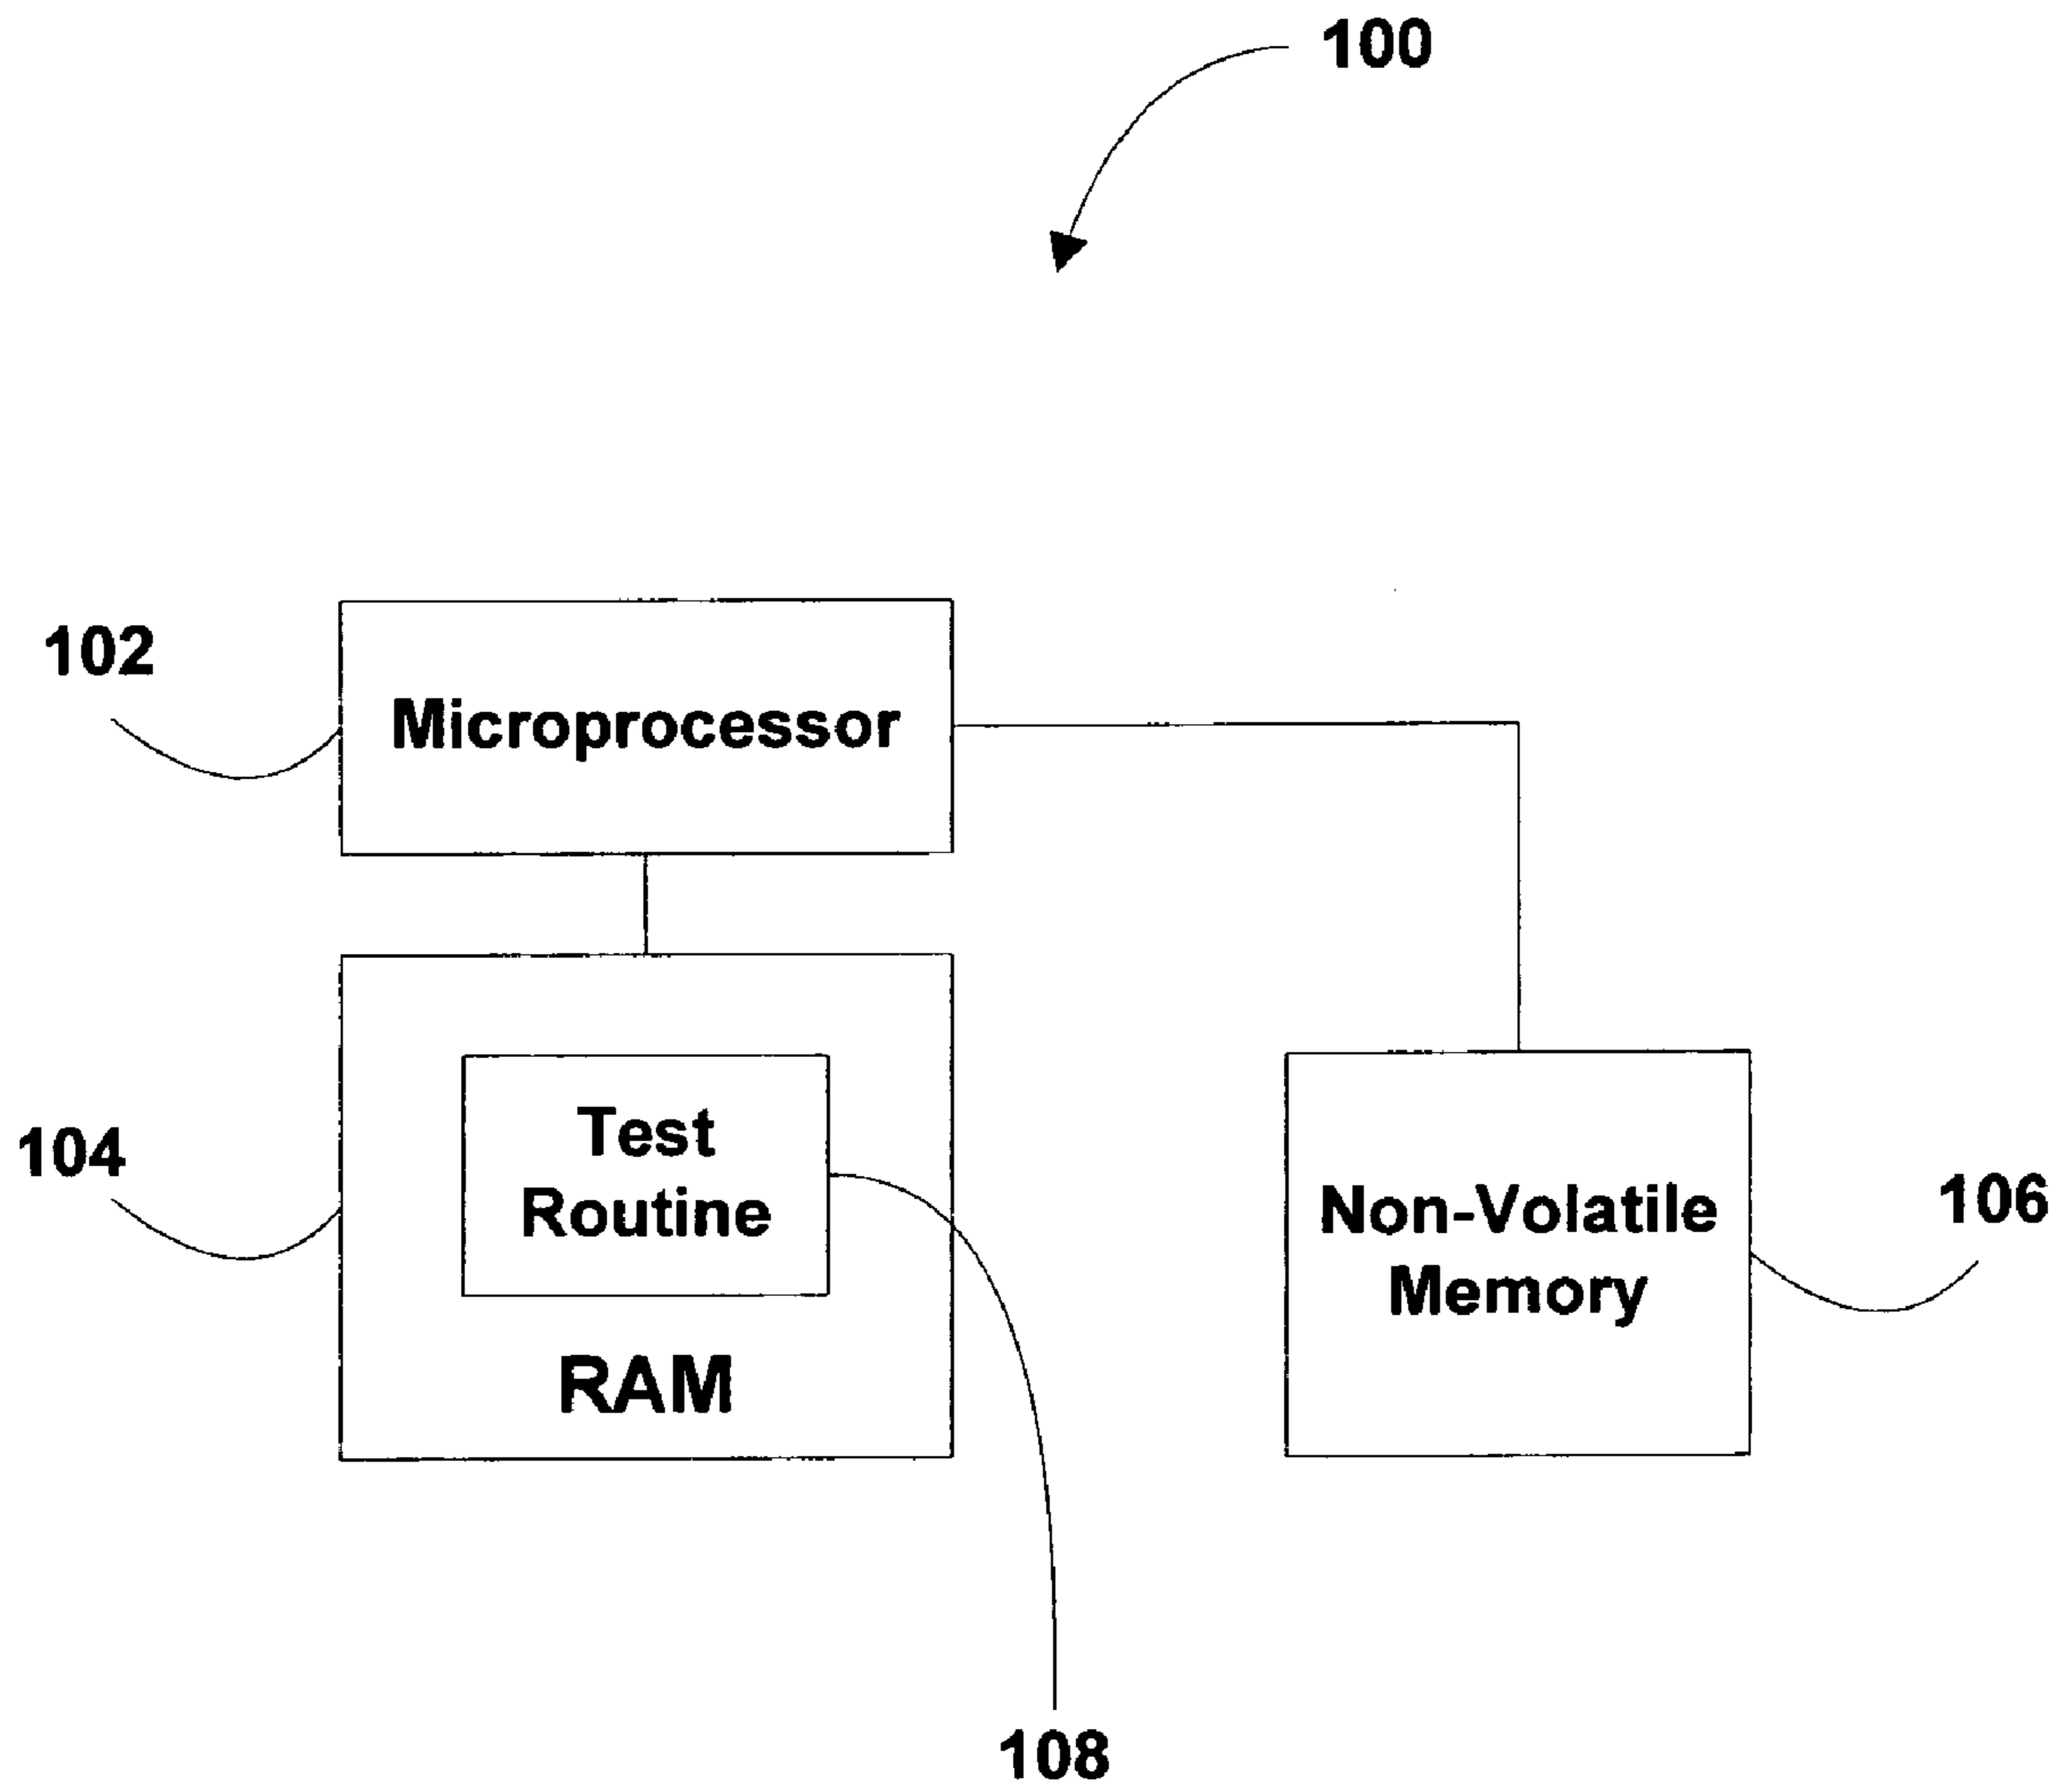 100
102
Microprocessor
104
Test
Routine
RAM
Non-Volatile
Memory
106
108